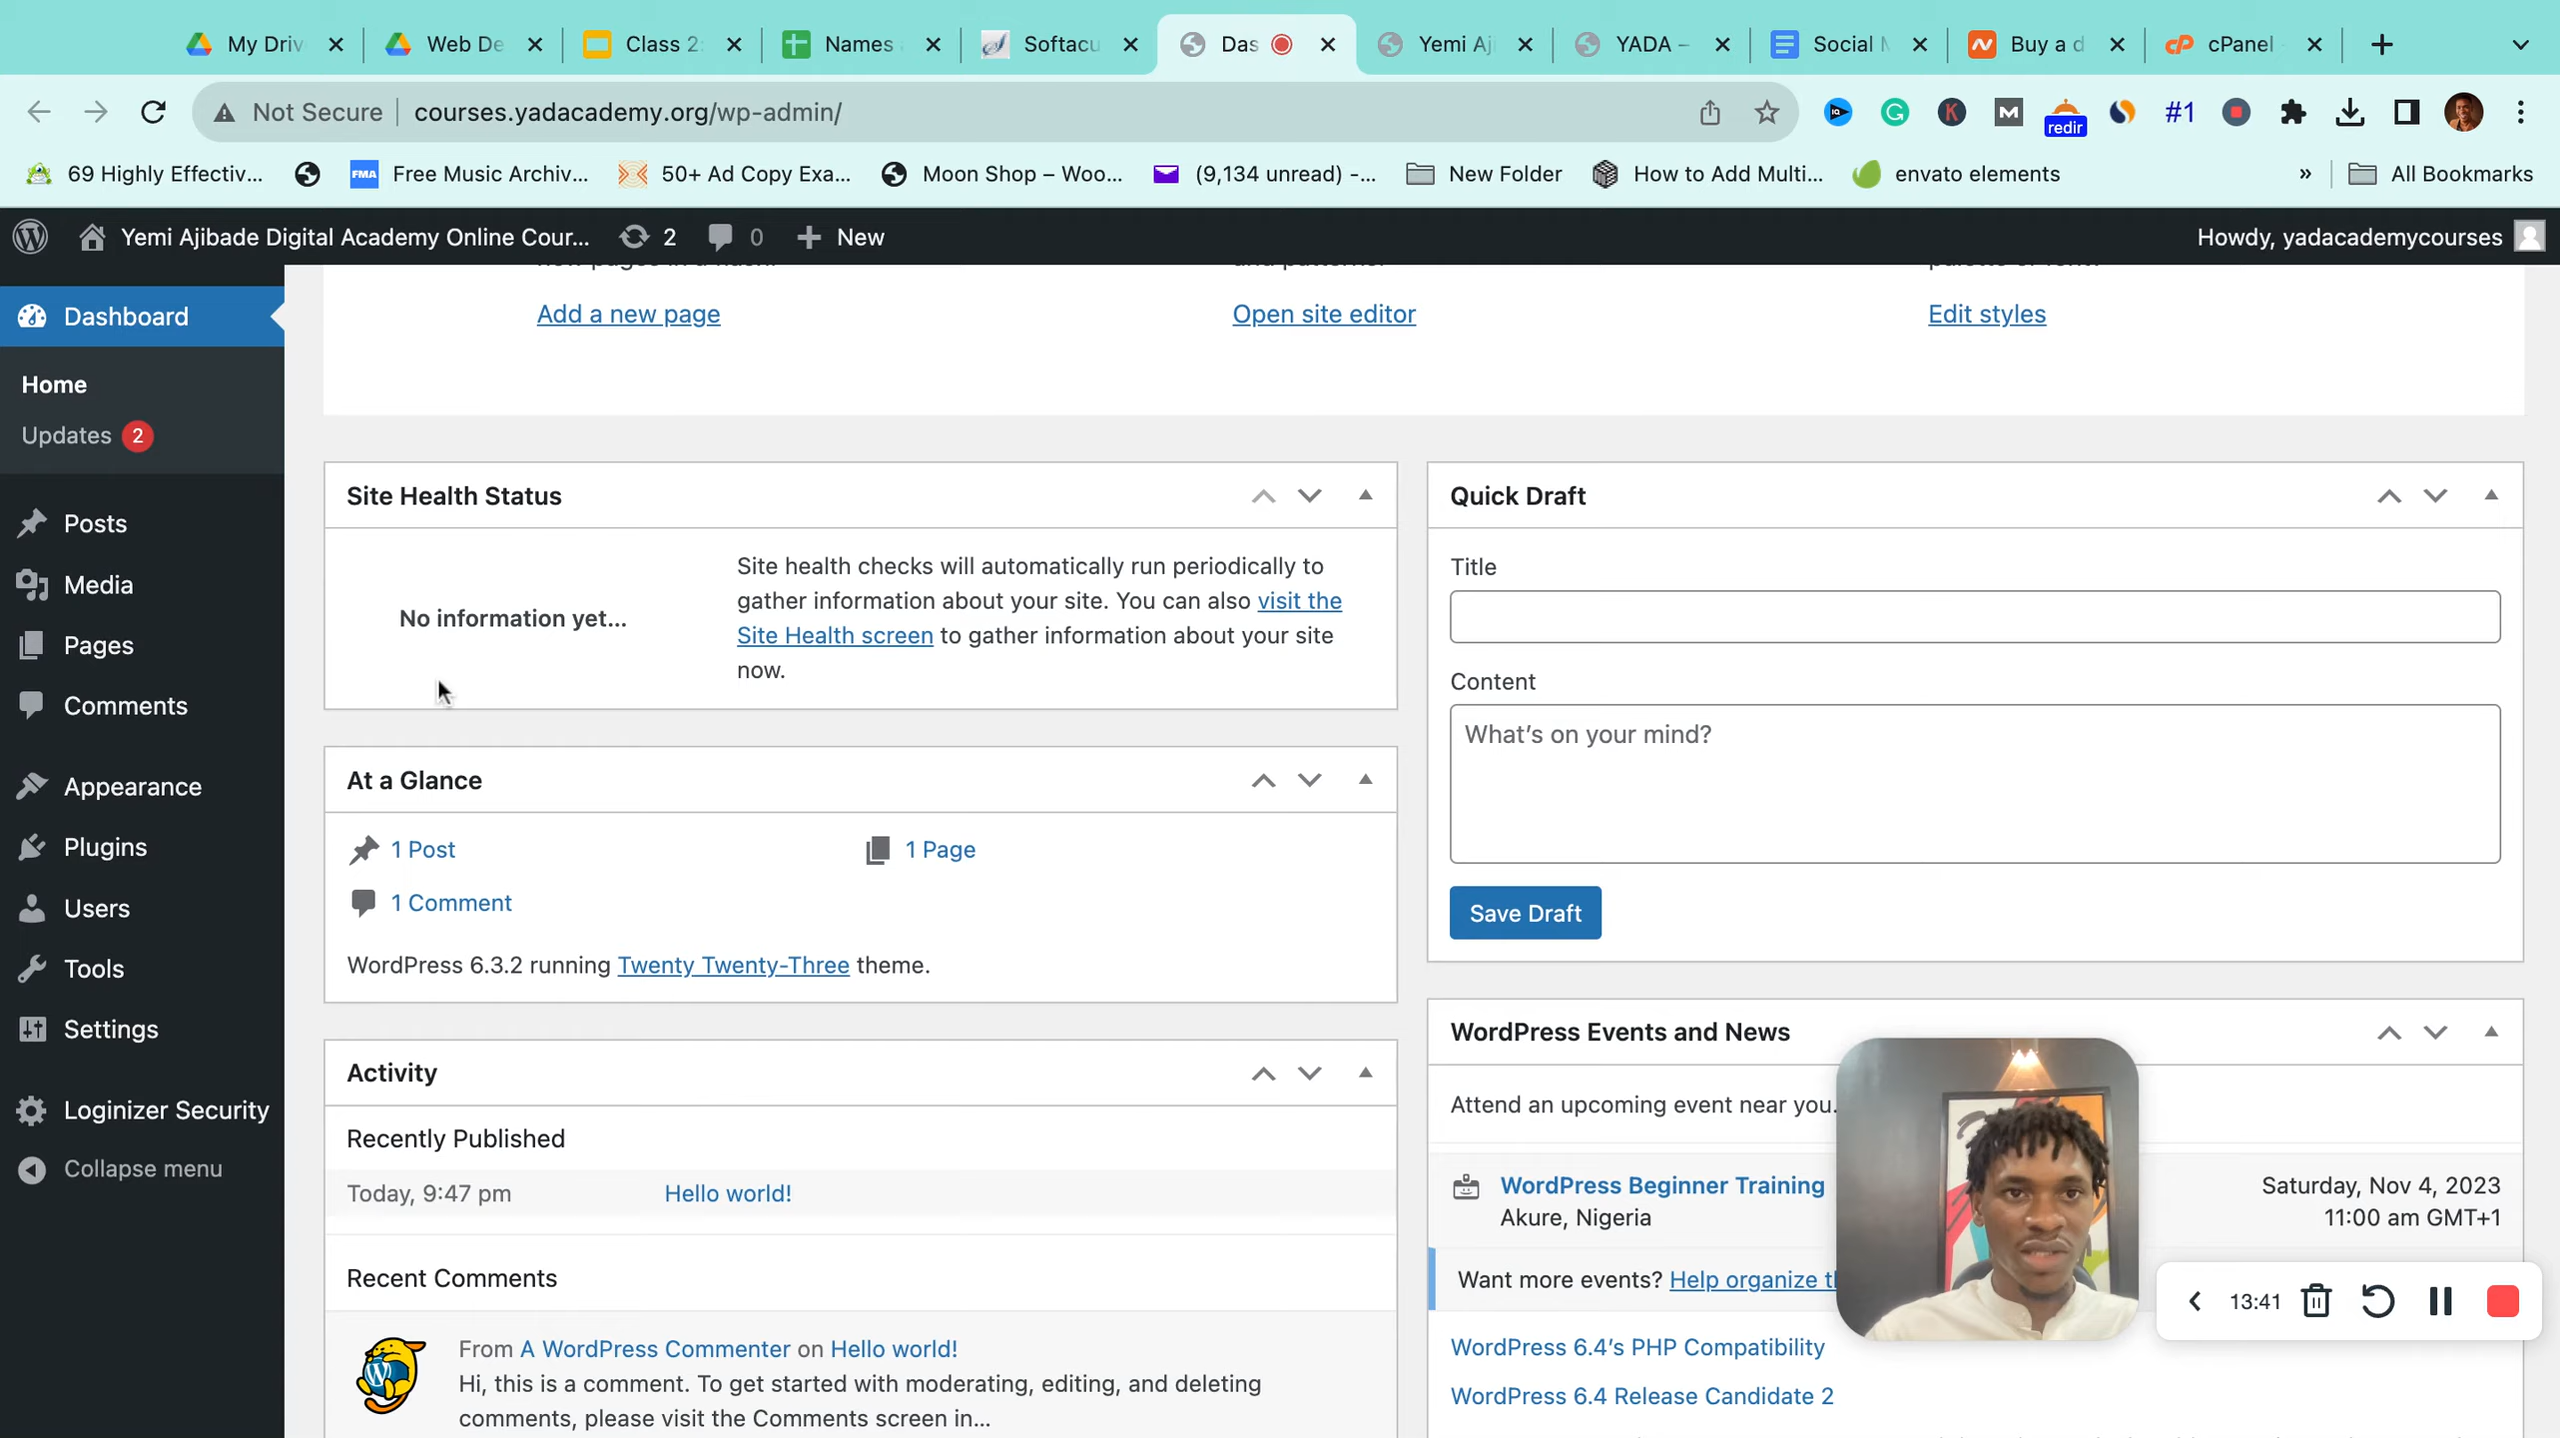 My Driv
Web De
Class 2:
Names
Softacu
Das
Yemi Aji
YADA –
Social M
Buy a d
cPanel
Not Secure
courses.yadacademy.org/wp-admin/
redir
#1
69 Highly Effectiv...
FMA
Free Music Archiv...
50+ Ad Copy Exa...
Moon Shop – Woo...
(9,134 unread) -...
New Folder
How to Add Multi...
envato elements
»
All Bookmarks
Yemi Ajibade Digital Academy Online Cour...
2
0
New
Howdy, yadacademycourses
Dashboard
Home
Updates 2
Posts
Media
Pages
Comments
Appearance
Plugins
Users
Tools
Settings
Loginizer Security
Collapse menu
Add a new page
Open site editor
Edit styles
Site Health Status
No information yet...
Site health checks will automatically run periodically to
gather information about your site. You can also visit the
Site Health screen to gather information about your site
now.
At a Glance
1 Post
1 Page
1 Comment
WordPress 6.3.2 running Twenty Twenty-Three theme.
Activity
Recently Published
Today, 9:47 pm
Hello world!
Recent Comments
From A WordPress Commenter on Hello world!
Hi, this is a comment. To get started with moderating, editing, and deleting
comments, please visit the Comments screen in...
Quick Draft
Title
Content
What's on your mind?
Save Draft
WordPress Events and News
Attend an upcoming event near you.
WordPress Beginner Training
Akure, Nigeria
Saturday, Nov 4, 2023
11:00 am GMT+1
Want more events? Help organize
13:41
WordPress 6.4's PHP Compatibility
WordPress 6.4 Release Candidate 2